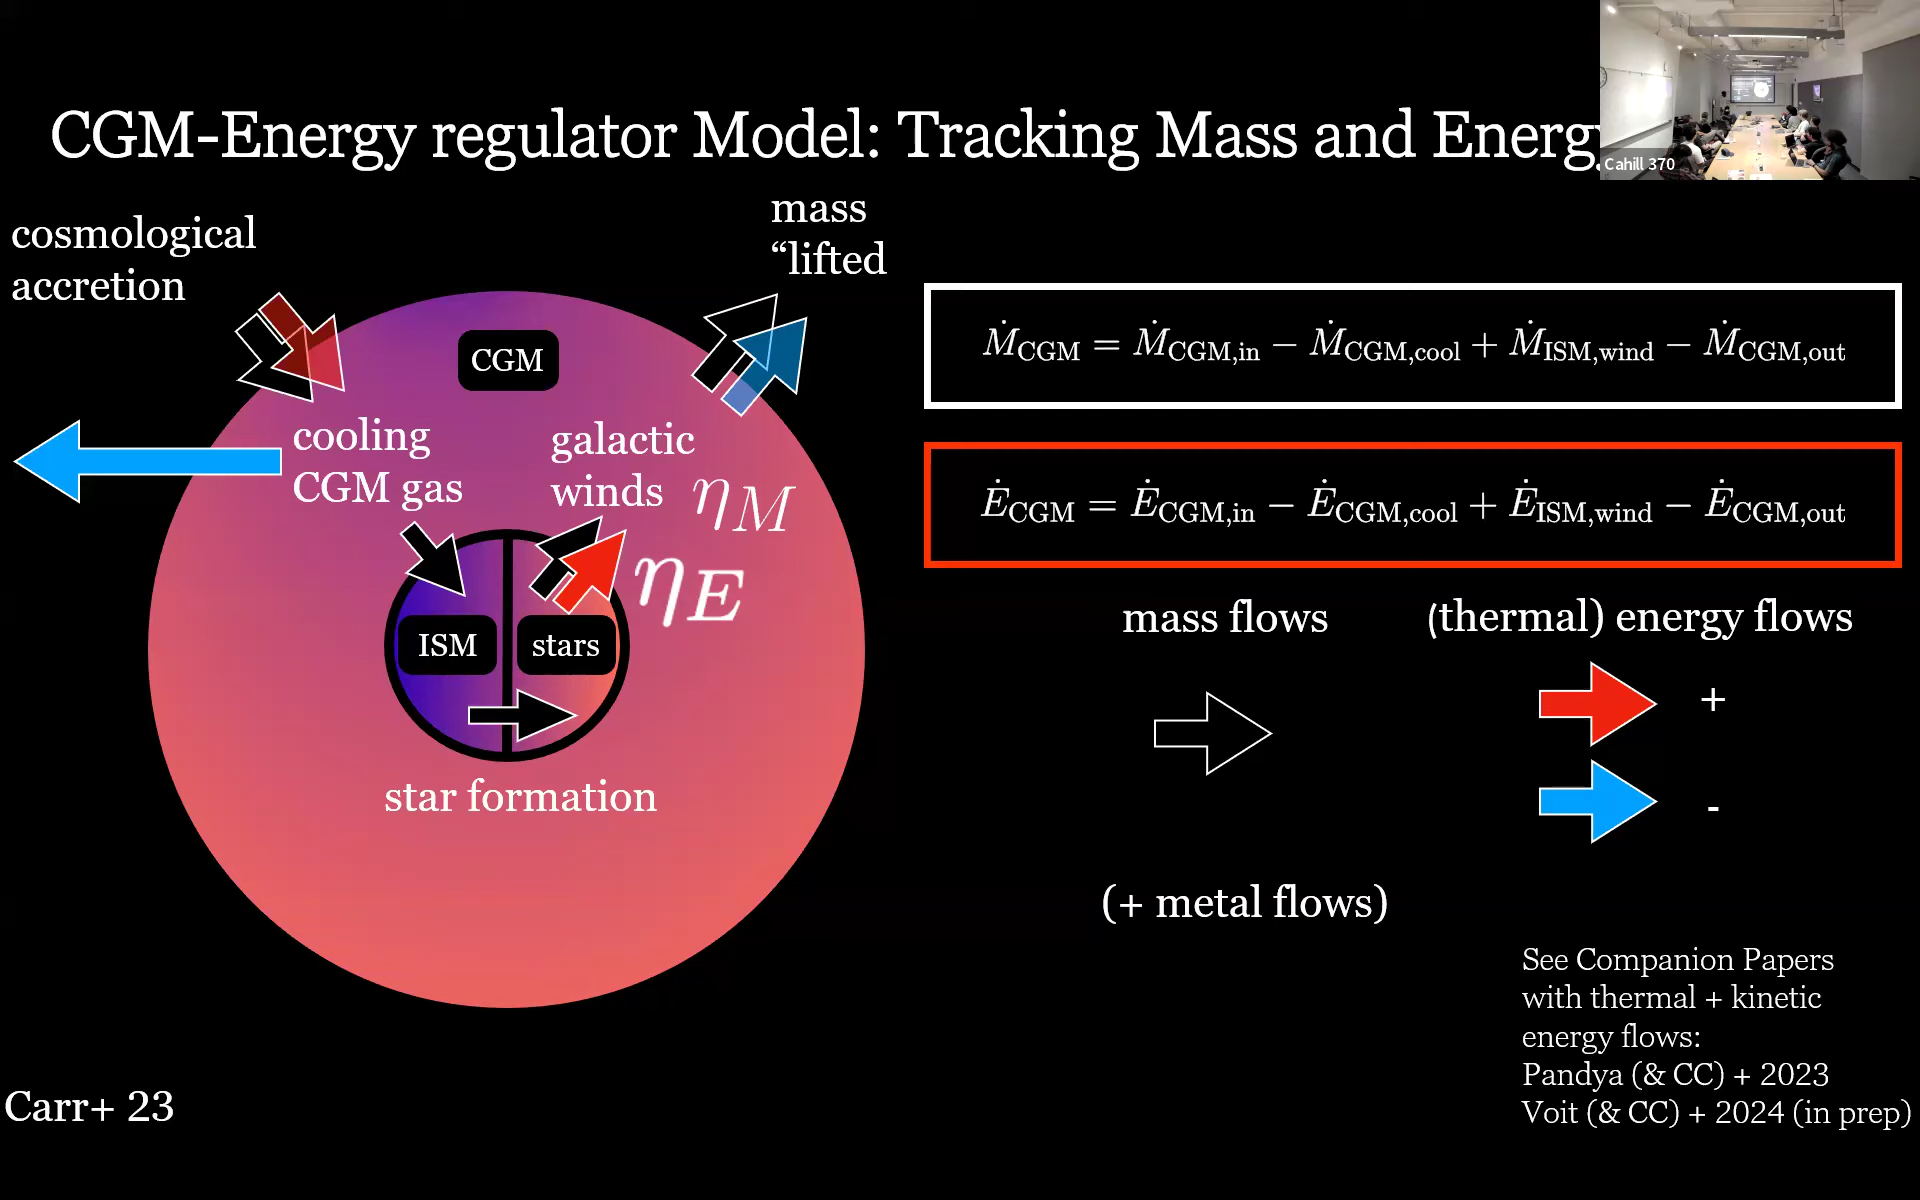 CGM-Energy regulator Model: Tracking Mass and Energy
Cahill 370
cosmological
accretion
mass
“lifted
CGM
cooling
CGM gas
galactic
winds
η_M
η_E
ISM
stars
star formation
Ṁ_CGM = Ṁ_CGM,in − Ṁ_CGM,cool + Ṁ_ISM,wind − Ṁ_CGM,out
Ė_CGM = Ė_CGM,in − Ė_CGM,cool + Ė_ISM,wind − Ė_CGM,out
mass flows
(thermal) energy flows
+
-
(+ metal flows)
See Companion Papers
with thermal + kinetic
energy flows:
Pandya (& CC) + 2023
Voit (& CC) + 2024 (in prep)
Carr+ 23